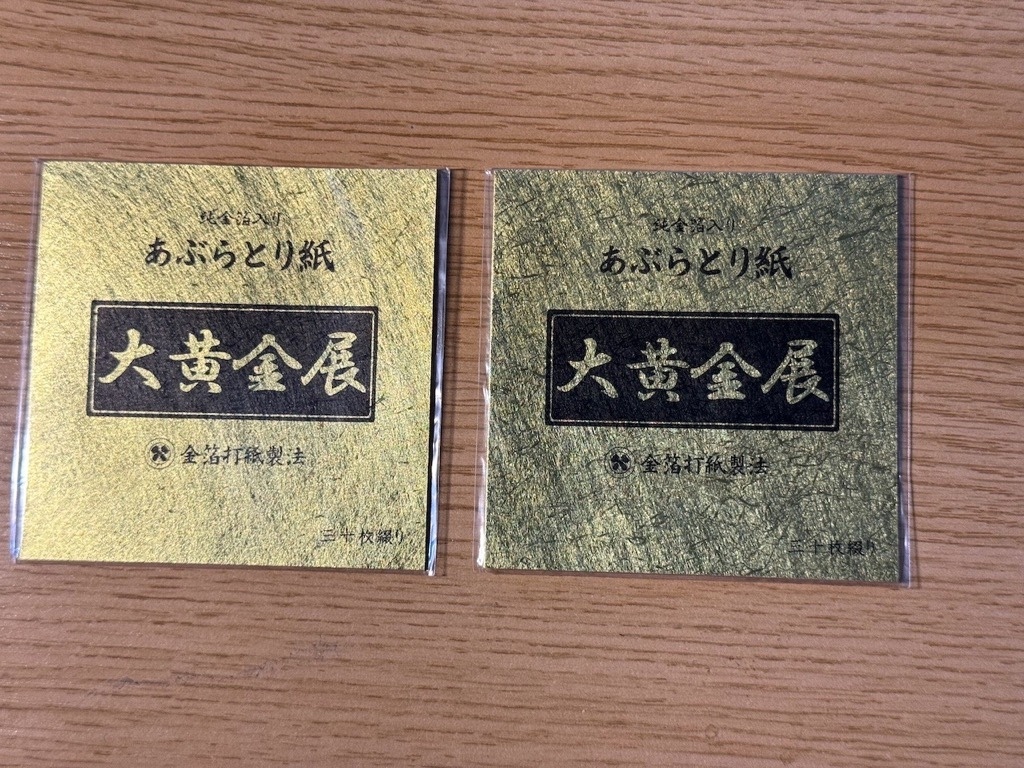 純金箔入り
あぶらとり紙
大黄金展
金箔打紙製法
三十枚綴り
純金箔入り
あぶらとり紙
大黄金展
金箔打紙製法
三十枚綴り